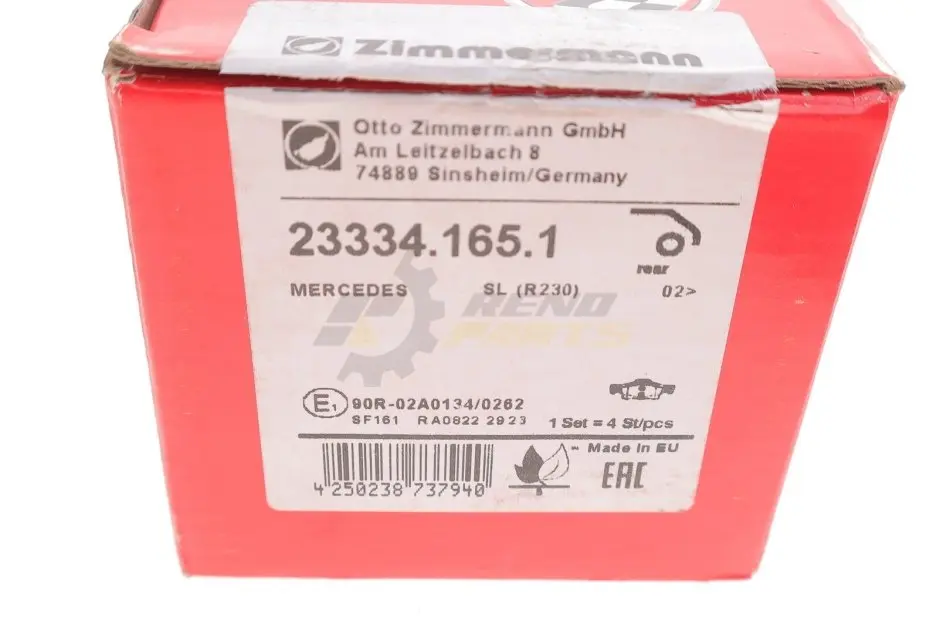 Zimmermann
Otto Zimmermann GmbH
Am Leitzelbach 8
74889 Sinsheim/Germany
23334.165.1
rear
MERCEDES SL (R230) 02>
RENO
PARTS
E1 90R-02A0134/0262
SF161 RA0822 2923
1 Set = 4 St/pcs
Made in EU
EAC
4 250238 737940